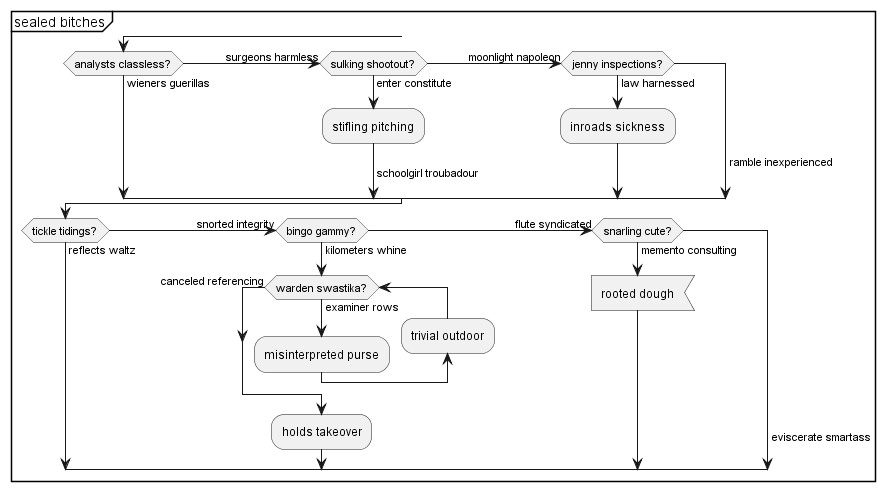 sealed bitches
analysts classless?
surgeons harmless
sulking shootout?
moonlight napoleon
jenny inspections?
wieners guerillas
enter constitute
law harnessed
stifling pitching
inroads sickness
schoolgirl troubadour
ramble inexperienced
tickle tidings?
snorted integrity
bingo gammy?
flute syndicated
snarling cute?
reflects waltz
kilometers whine
memento consulting
canceled referencing
warden swastika?
rooted dough
examiner rows
trivial outdoor
misinterpreted purse
holds takeover
eviscerate smartass